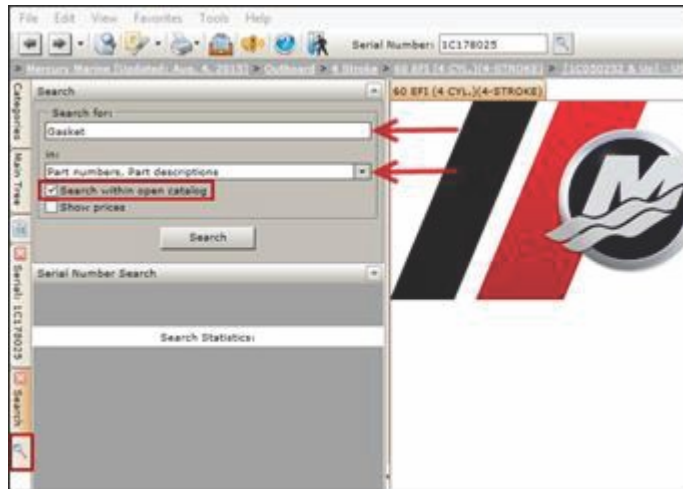 File Edit View Favorites Tools Help
Serial Number: 1C178025
> Mercury Marine (Updated: Aug. 4, 2015) > Outboard > 4 Stroke > 60 EFI (4 CYL.)(4-STROKE) >
Categories
Main Tree
Serial: 1C178025
Search
Search
Search for:
Gasket
in:
Part numbers, Part descriptions
Search within open catalog
Show prices
Search
Serial Number Search
Search Statistics:
60 EFI (4 CYL.)(4-STROKE)
M